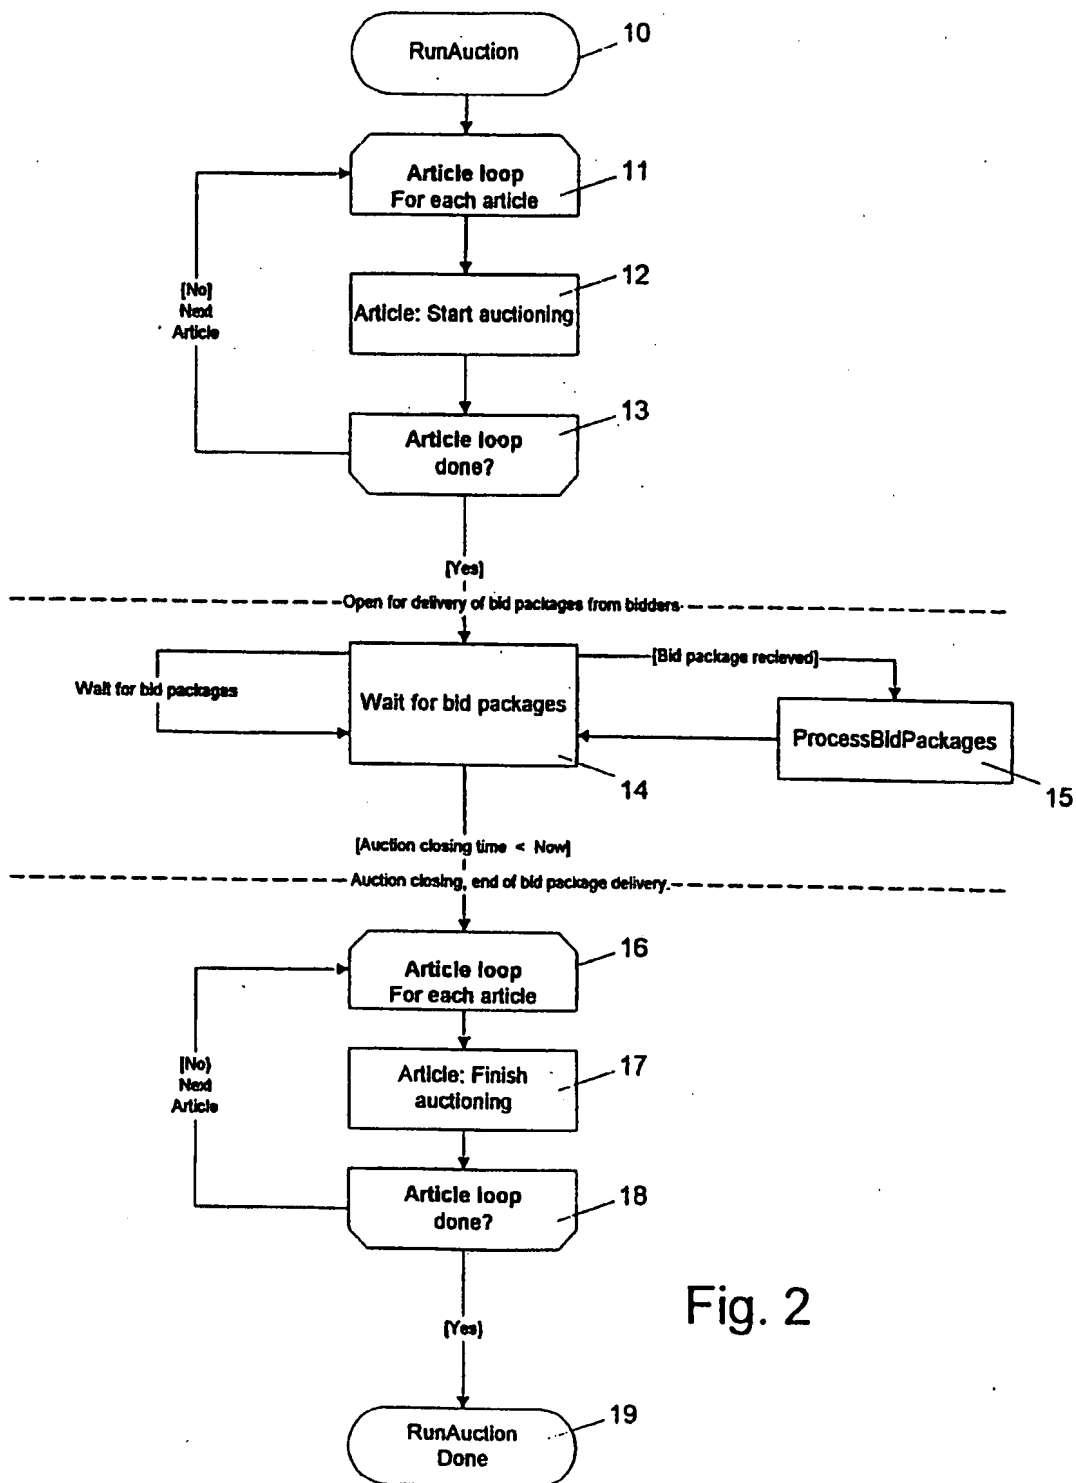 RunAuction
10
Article loop
For each article
11
Article: Start auctioning
12
[No]
Next
Article
Article loop
done?
13
[Yes]
Open for delivery of bid packages from bidders
Wait for bid packages
Wait for bid packages
14
[Bid package recieved]
ProcessBidPackages
15
[Auction closing time < Now]
Auction closing, end of bid package delivery.
Article loop
For each article
16
[No]
Next
Article
Article: Finish
auctioning
17
Article loop
done?
18
[Yes]
Fig. 2
RunAuction
Done
19